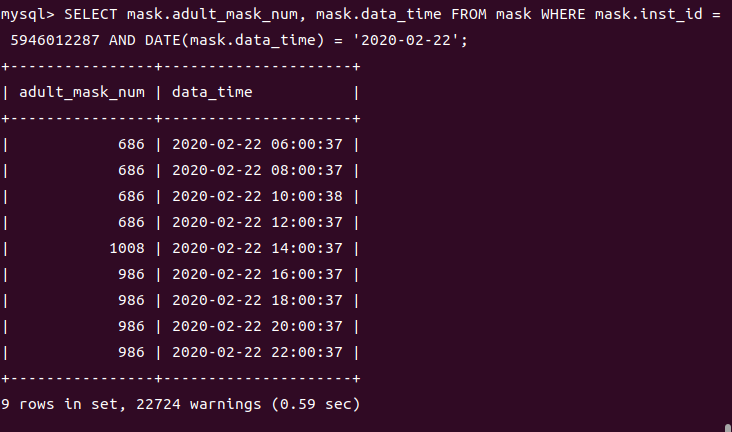 mysql> SELECT mask.adult_mask_num, mask.data_time FROM mask WHERE mask.inst_id =
 5946012287 AND DATE(mask.data_time) = '2020-02-22';
+----------------+---------------------+
| adult_mask_num | data_time           |
+----------------+---------------------+
|            686 | 2020-02-22 06:00:37 |
|            686 | 2020-02-22 08:00:37 |
|            686 | 2020-02-22 10:00:38 |
|            686 | 2020-02-22 12:00:37 |
|           1008 | 2020-02-22 14:00:37 |
|            986 | 2020-02-22 16:00:37 |
|            986 | 2020-02-22 18:00:37 |
|            986 | 2020-02-22 20:00:37 |
|            986 | 2020-02-22 22:00:37 |
+----------------+---------------------+
9 rows in set, 22724 warnings (0.59 sec)